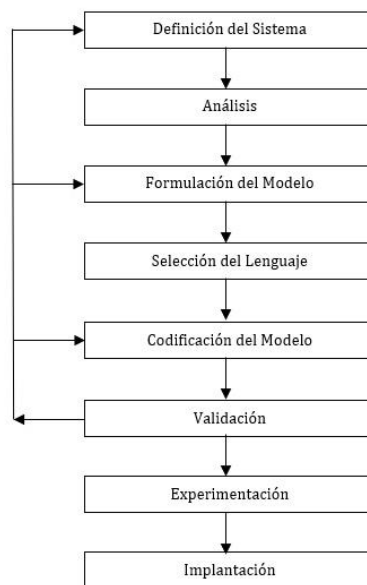 Definición del Sistema
Análisis
Formulación del Modelo
Selección del Lenguaje
Codificación del Modelo
Validación
Experimentación
Implantación